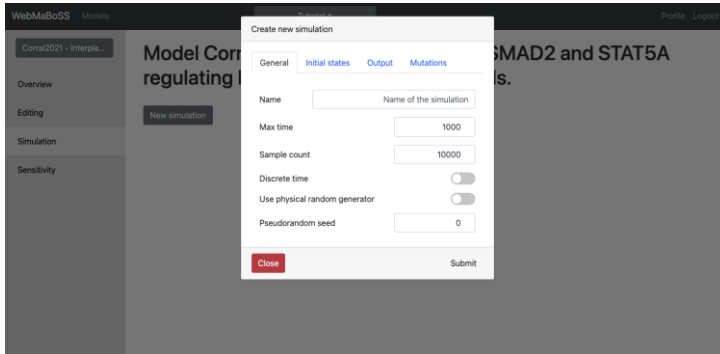 WebMaBoSS Models Profile Logout
Corral2021 - Interpla...
Overview
Editing
Simulation
Sensitivity
Model Corr SMAD2 and STAT5A
regulating s.
New simulation
Create new simulation
General Initial states Output Mutations
Name Name of the simulation
Max time 1000
Sample count 10000
Discrete time
Use physical random generator
Pseudorandom seed 0
Close Submit